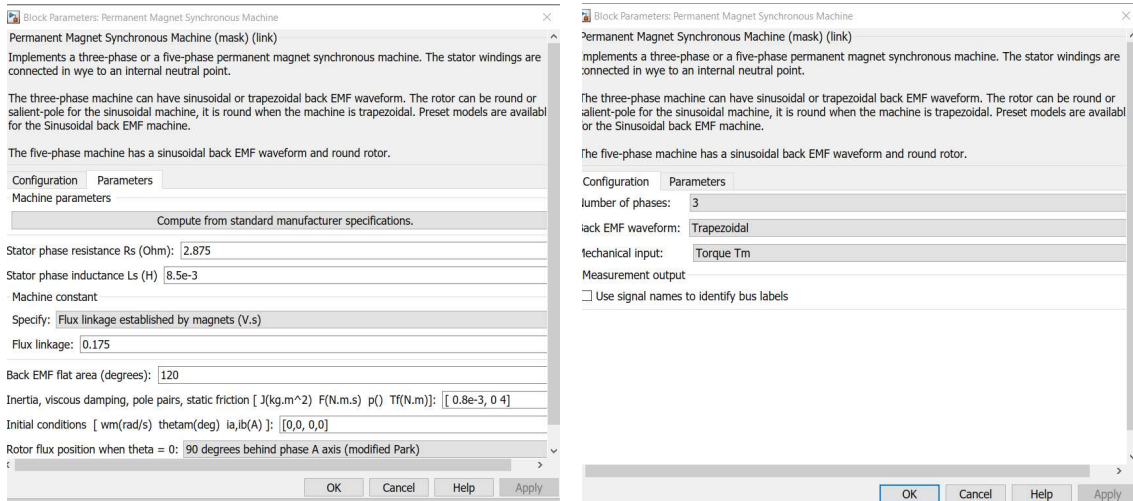 Block Parameters: Permanent Magnet Synchronous Machine
Permanent Magnet Synchronous Machine (mask) (link)
Implements a three-phase or a five-phase permanent magnet synchronous machine. The stator windings are
connected in wye to an internal neutral point.
The three-phase machine can have sinusoidal or trapezoidal back EMF waveform. The rotor can be round or
salient-pole for the sinusoidal machine, it is round when the machine is trapezoidal. Preset models are availabl
for the Sinusoidal back EMF machine.
The five-phase machine has a sinusoidal back EMF waveform and round rotor.
Configuration Parameters
Machine parameters
Compute from standard manufacturer specifications.
Stator phase resistance Rs (Ohm): 2.875
Stator phase inductance Ls (H) 8.5e-3
Machine constant
Specify: Flux linkage established by magnets (V.s)
Flux linkage: 0.175
Back EMF flat area (degrees): 120
Inertia, viscous damping, pole pairs, static friction [ J(kg.m^2) F(N.m.s) p() Tf(N.m)]: [ 0.8e-3, 0 4]
Initial conditions [ wm(rad/s) thetam(deg) ia,ib(A) ]: [0,0, 0,0]
Rotor flux position when theta = 0: 90 degrees behind phase A axis (modified Park)
OK Cancel Help Apply
Block Parameters: Permanent Magnet Synchronous Machine
Permanent Magnet Synchronous Machine (mask) (link)
mplements a three-phase or a five-phase permanent magnet synchronous machine. The stator windings are
connected in wye to an internal neutral point.
The three-phase machine can have sinusoidal or trapezoidal back EMF waveform. The rotor can be round or
salient-pole for the sinusoidal machine, it is round when the machine is trapezoidal. Preset models are availabl
for the Sinusoidal back EMF machine.
The five-phase machine has a sinusoidal back EMF waveform and round rotor.
Configuration Parameters
Number of phases: 3
Back EMF waveform: Trapezoidal
Mechanical input: Torque Tm
Measurement output
Use signal names to identify bus labels
OK Cancel Help Apply